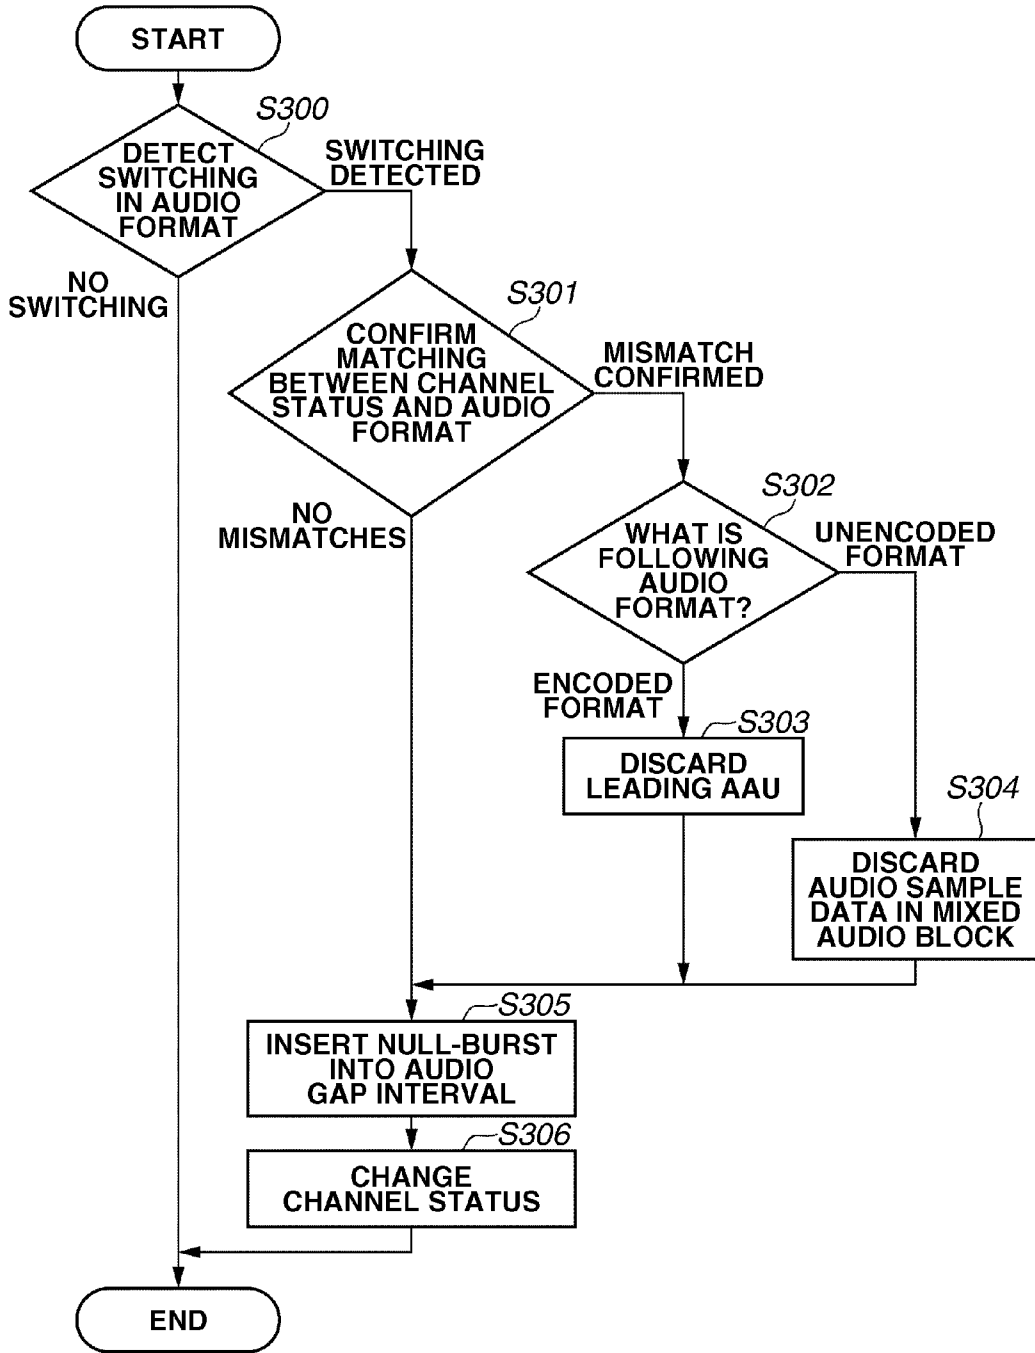 START
S300
DETECT
SWITCHING
IN AUDIO
FORMAT
SWITCHING
DETECTED
NO
SWITCHING
S301
CONFIRM
MATCHING
BETWEEN CHANNEL
STATUS AND AUDIO
FORMAT
MISMATCH
CONFIRMED
NO
MISMATCHES
S302
WHAT IS
FOLLOWING
AUDIO
FORMAT?
UNENCODED
FORMAT
ENCODED
FORMAT
S303
DISCARD
LEADING AAU
S304
DISCARD
AUDIO SAMPLE
DATA IN MIXED
AUDIO BLOCK
S305
INSERT NULL-BURST
INTO AUDIO
GAP INTERVAL
S306
CHANGE
CHANNEL STATUS
END